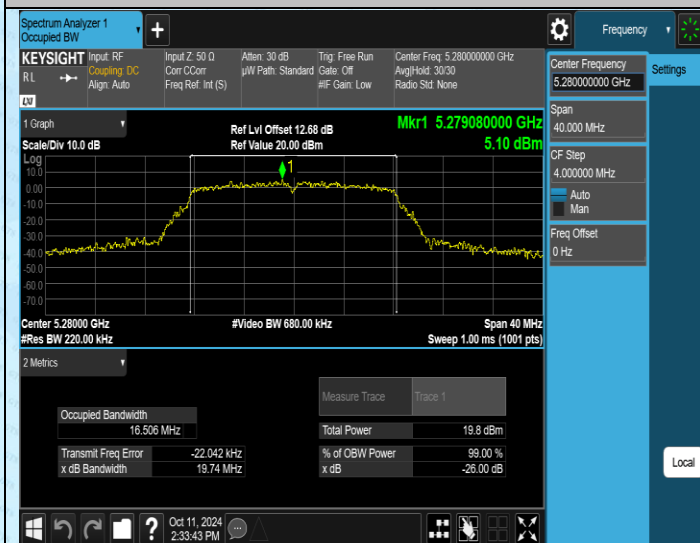 Spectrum Analyzer 1
Occupied BW
Frequency
KEYSIGHT
Input: RF
Coupling: DC
Align: Auto
Input Z: 50 Ω
Corr CCorr
Freq Ref: Int (S)
Atten: 30 dB
µW Path: Standard
Trig: Free Run
Gate: Off
#IF Gain: Low
Center Freq: 5.280000000 GHz
Avg|Hold: 30/30
Radio Std: None
RL
LXI
Center Frequency
5.280000000 GHz
Settings
Span
40.000 MHz
CF Step
4.000000 MHz
Auto
Man
Freq Offset
0 Hz
1 Graph
Scale/Div 10.0 dB
Ref Lvl Offset 12.68 dB
Ref Value 20.00 dBm
Mkr1 5.279080000 GHz
5.10 dBm
Log
10.0
0.00
-10.0
-20.0
-30.0
-40.0
-50.0
-60.0
-70.0
1
Center 5.28000 GHz
#Res BW 220.00 kHz
#Video BW 680.00 kHz
Span 40 MHz
Sweep 1.00 ms (1001 pts)
2 Metrics
Measure Trace
Trace 1
Occupied Bandwidth
16.506 MHz
Total Power
19.8 dBm
Transmit Freq Error
-22.042 kHz
% of OBW Power
99.00 %
x dB Bandwidth
19.74 MHz
x dB
-26.00 dB
Local
?
Oct 11, 2024
2:33:43 PM